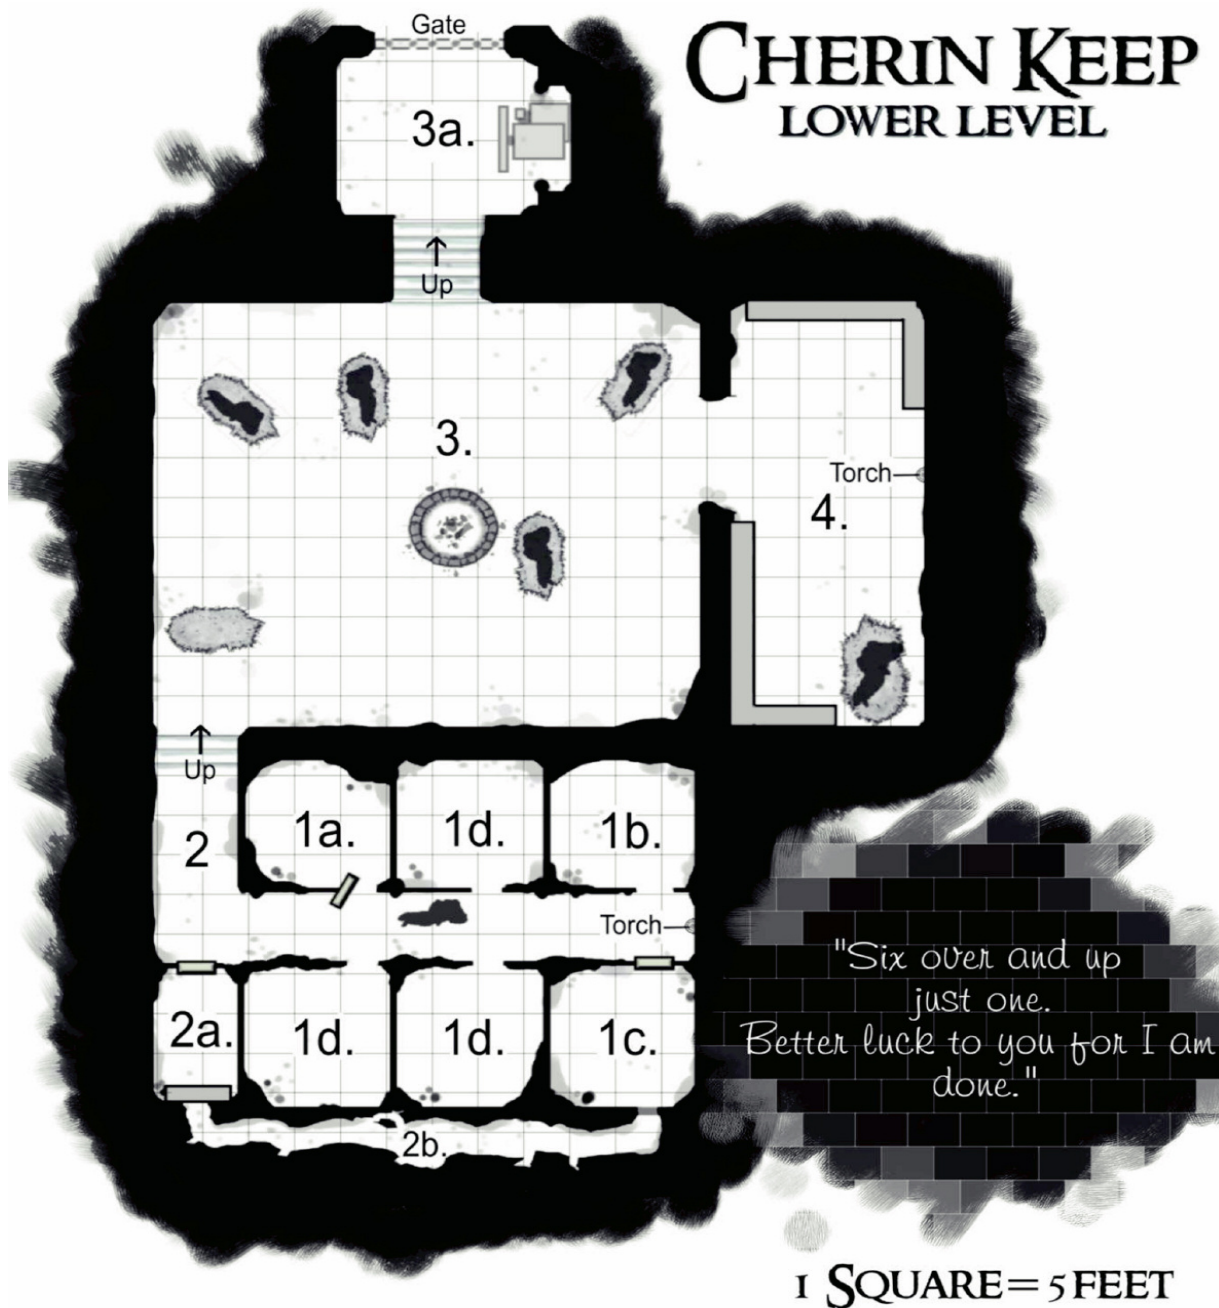 Gate
CHERIN KEEP
LOWER LEVEL
3a.
Up
3.
Torch
4.
Up
1a.
1d.
1b.
2
Torch
2a.
1d.
1d.
1c.
2b.
"Six over and up
just one.
Better luck to you for I am
done."
1 SQUARE= 5 FEET